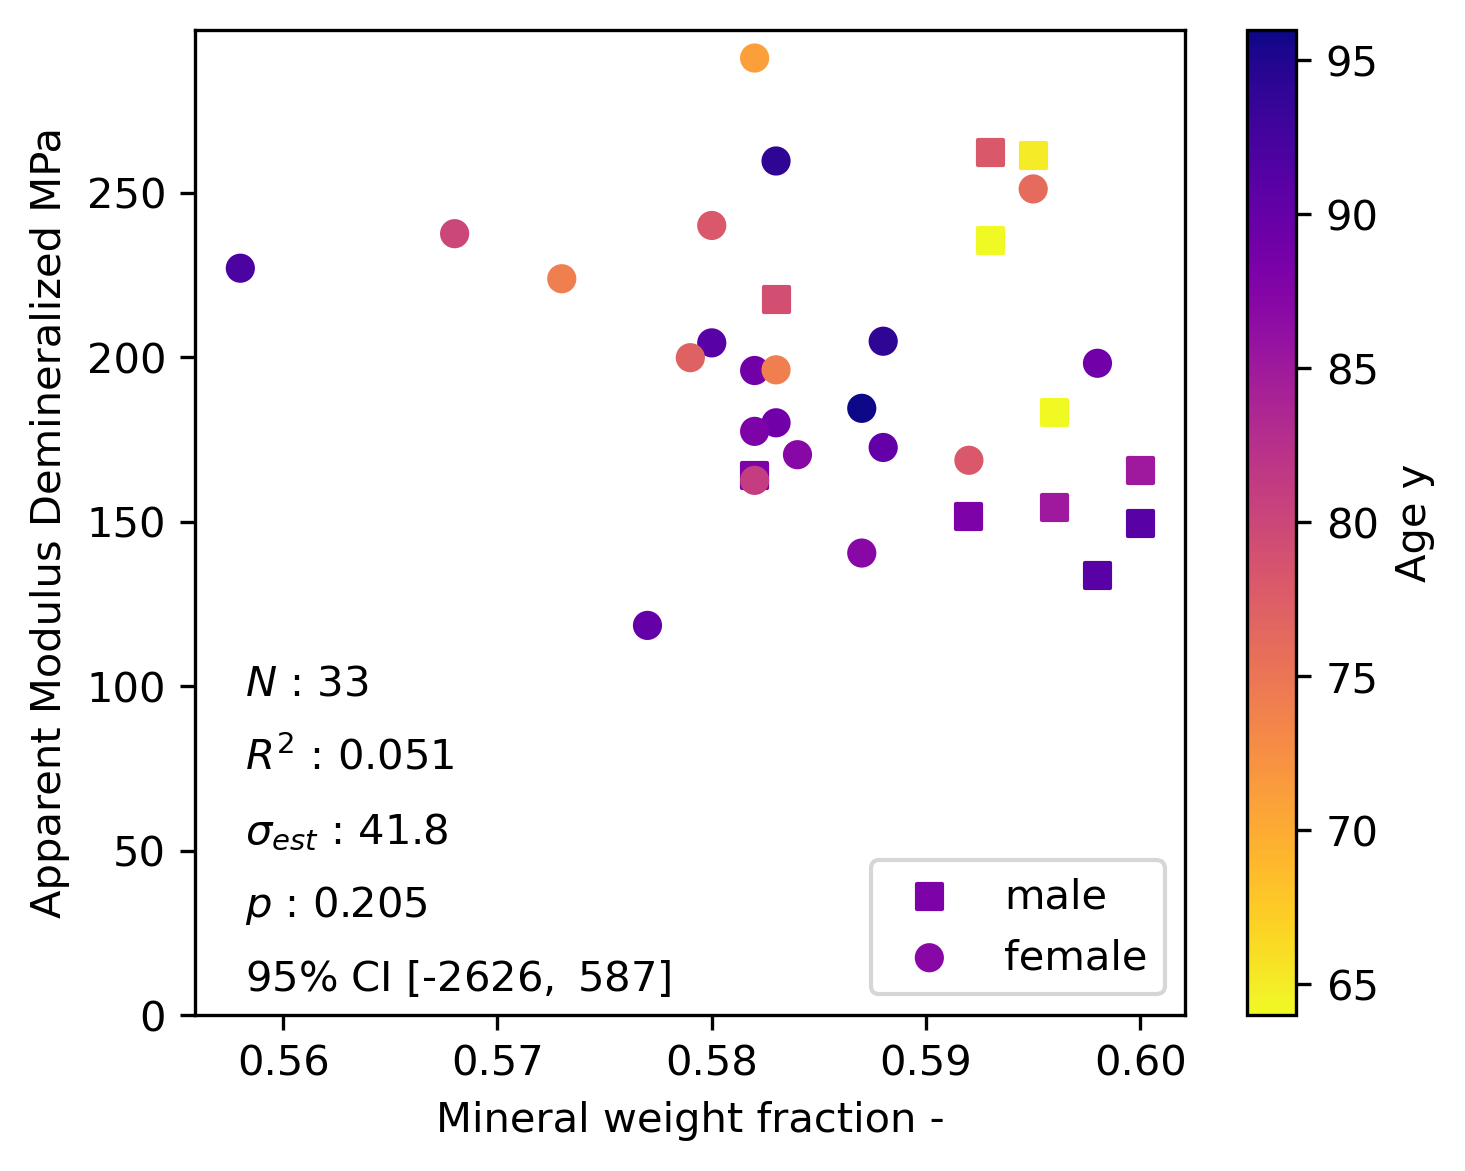 Apparent Modulus Demineralized MPa
250
200
150
100
50
0
N : 33
R² : 0.051
σ_est : 41.8
p : 0.205
95% CI [-2626, 587]
male
female
0.56 0.57 0.58 0.59 0.60
Mineral weight fraction -
95
90
85
80
75
70
65
Age y